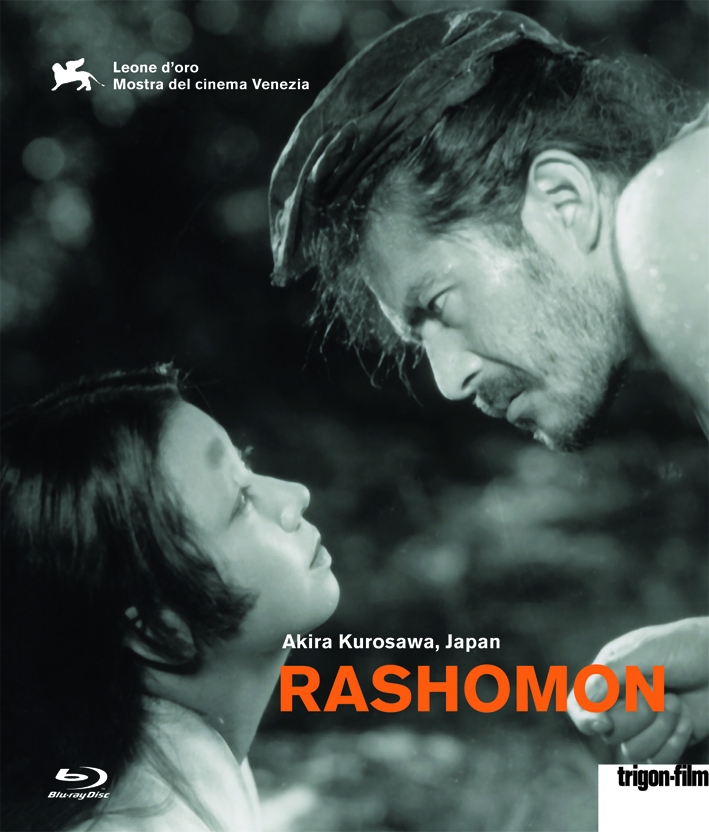 Leone d'oro
Mostra del cinema Venezia
Akira Kurosawa, Japan
RASHOMON
Blu-ray Disc
trigon-film